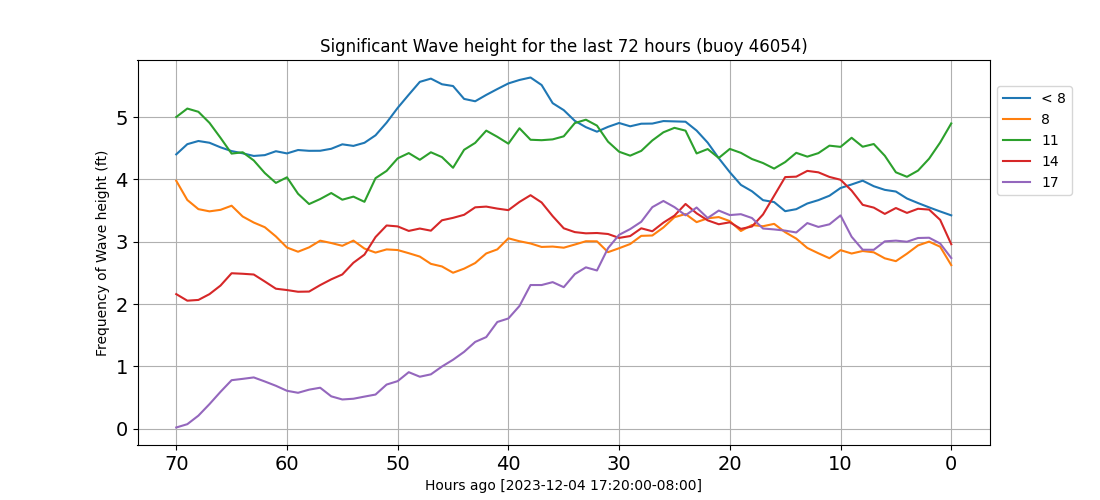 Significant Wave height for the last 72 hours (buoy 46054)
Frequency of Wave height (ft)
5
4
3
2
1
0
70 60 50 40 30 20 10 0
Hours ago [2023-12-04 17:20:00-08:00]
< 8
8
11
14
17